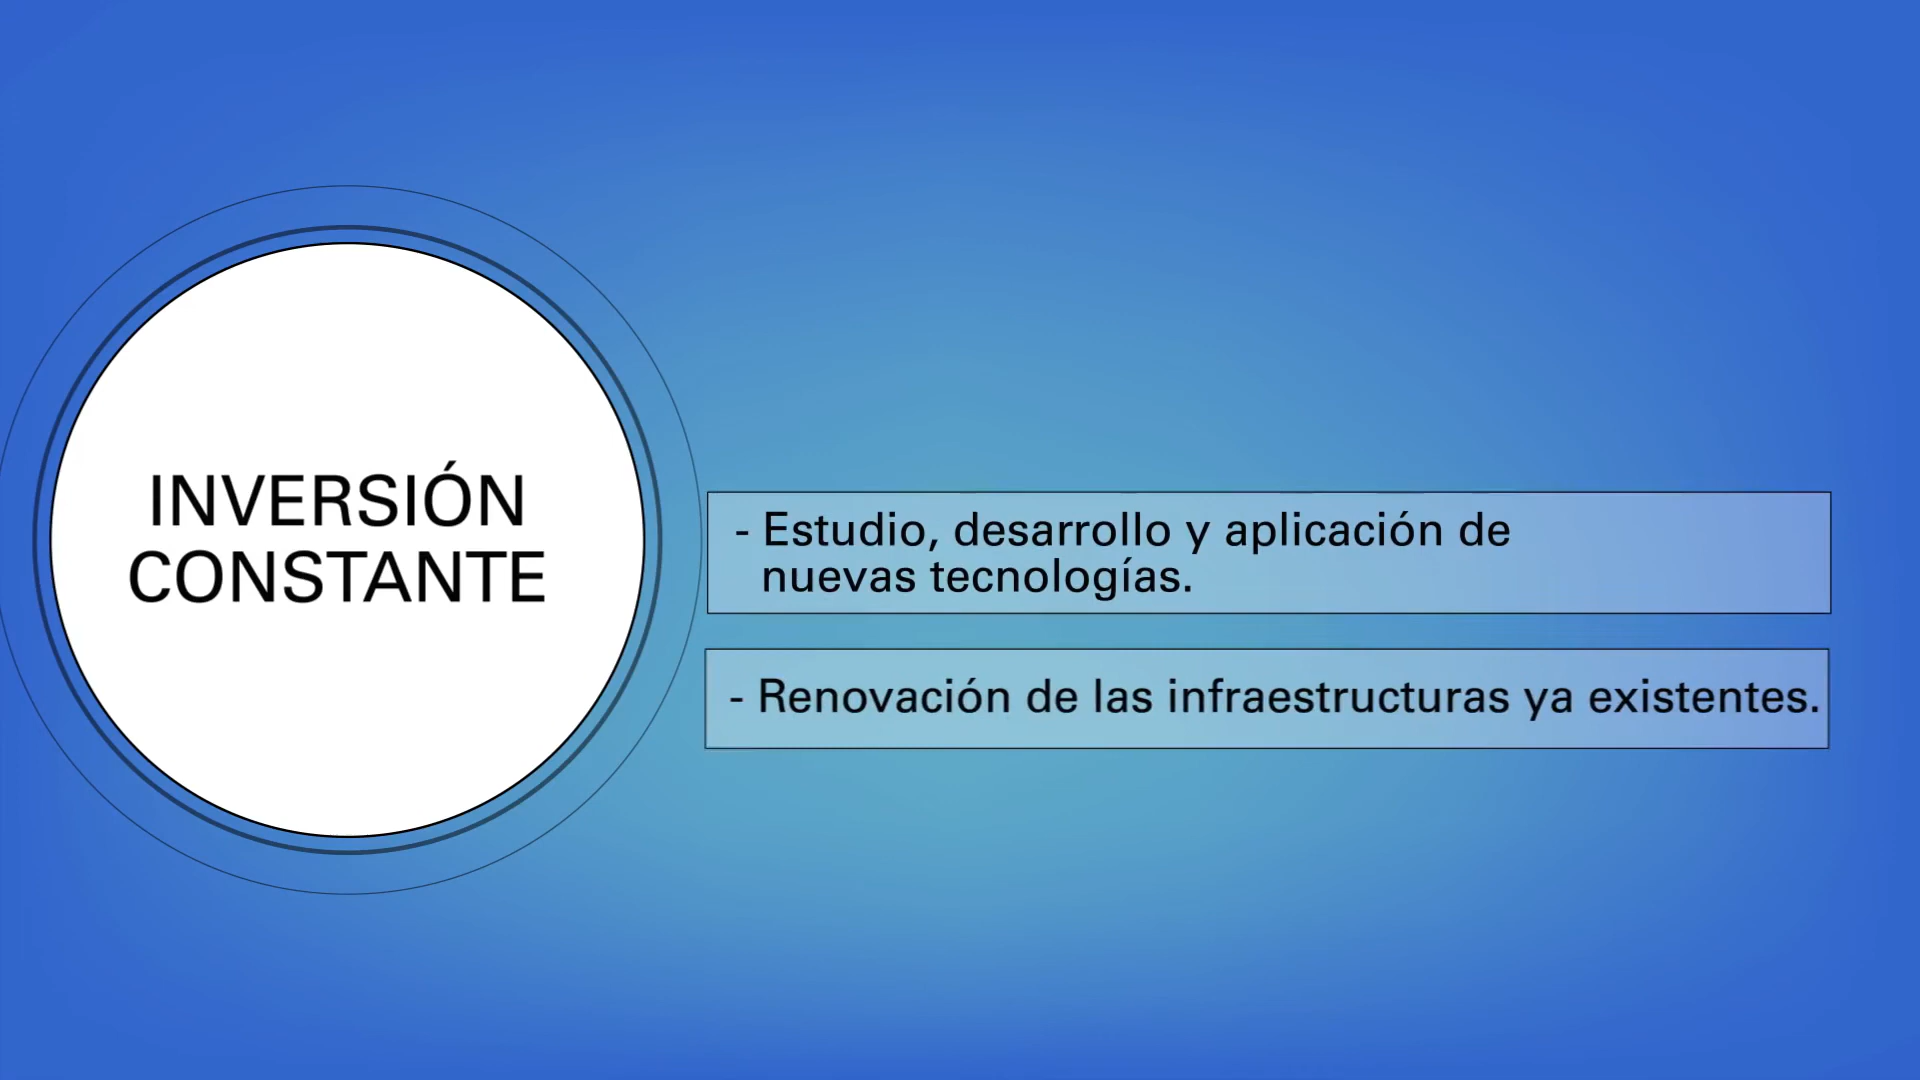 INVERSIÓN
CONSTANTE
- Estudio, desarrollo y aplicación de
nuevas tecnologías.
- Renovación de las infraestructuras ya existentes.